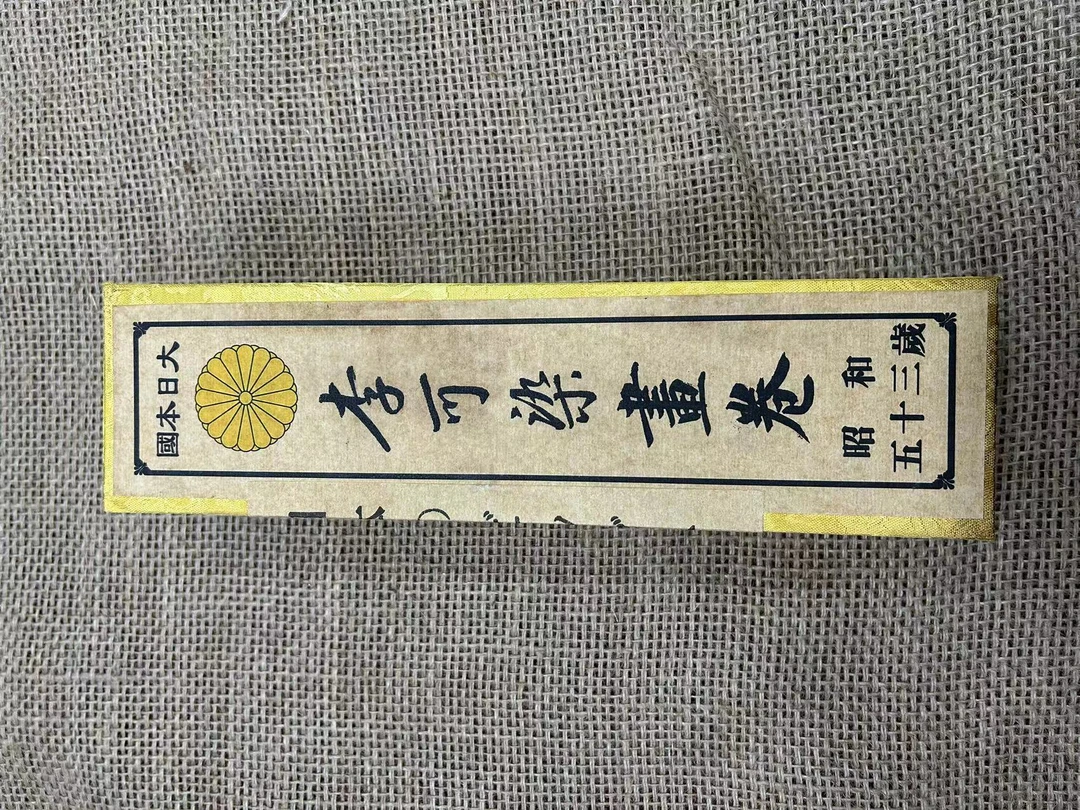 大日本國
李可染畫卷
昭和
五十三歲